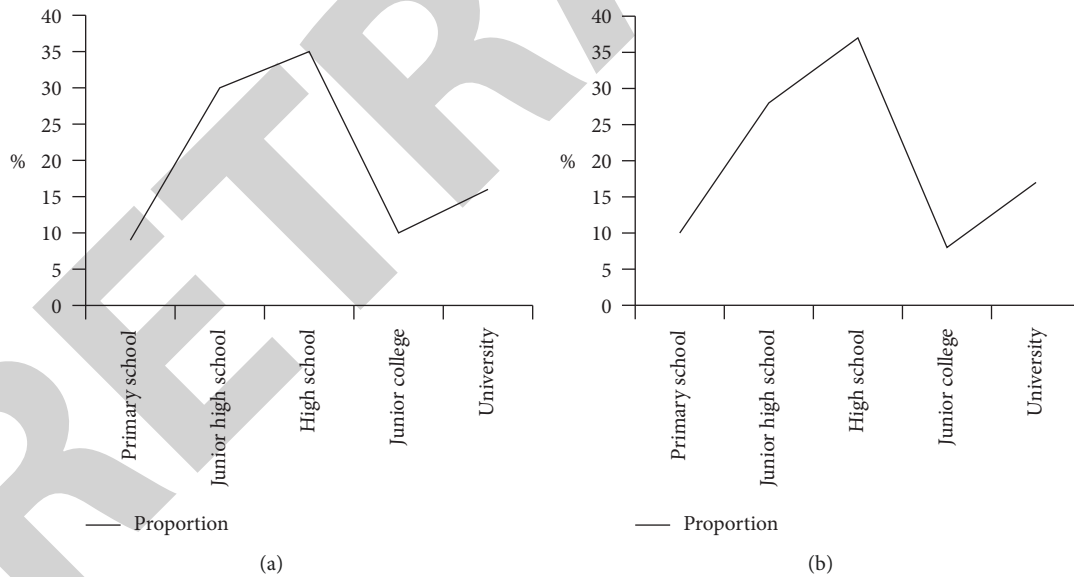 40
35
30
25
%
20
15
10
5
0
Primary school
Junior high school
High school
Junior college
University
Proportion
(a)
40
35
30
25
%
20
15
10
5
0
Primary school
Junior high school
High school
Junior college
University
Proportion
(b)
RETRA